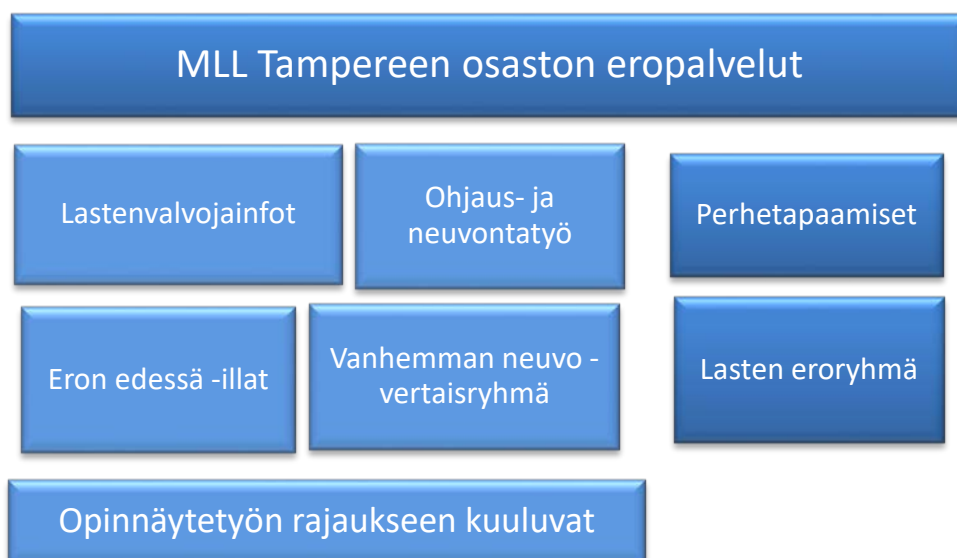 MLL Tampereen osaston eropalvelut
Lastenvalvojainfot
Ohjaus- ja
neuvontatyö
Perhetapaamiset
Eron edessä -illat
Vanhemman neuvo -
vertaisryhmä
Lasten eroryhmä
Opinnäytetyön rajaukseen kuuluvat